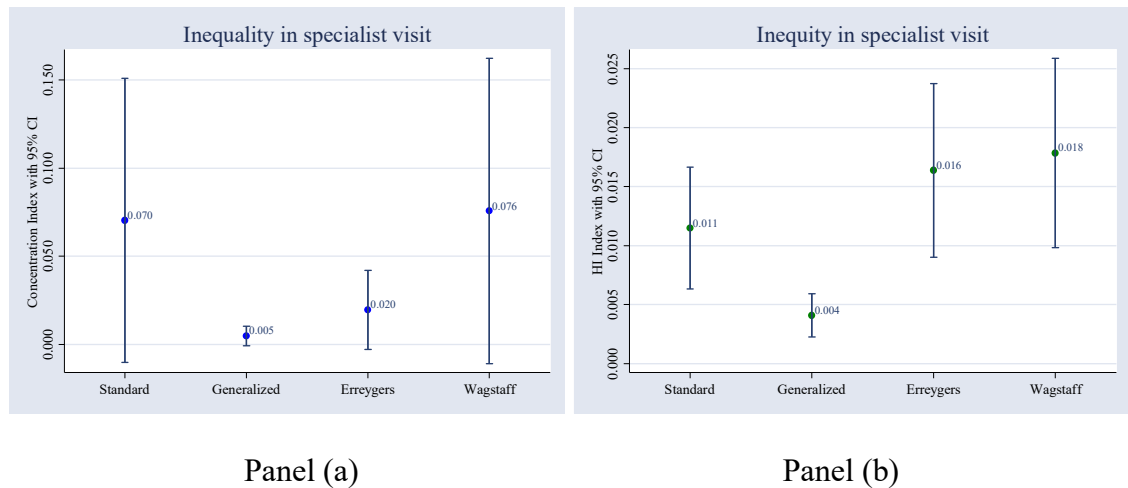 Inequality in specialist visit
Concentration Index with 95% CI
0.150
0.100
0.050
0.000
0.070
0.005
0.020
0.076
Standard Generalized Erreygers Wagstaff
Inequity in specialist visit
HI Index with 95% CI
0.025
0.020
0.015
0.010
0.005
0.000
0.011
0.004
0.016
0.018
Standard Generalized Erreygers Wagstaff
Panel (a) Panel (b)